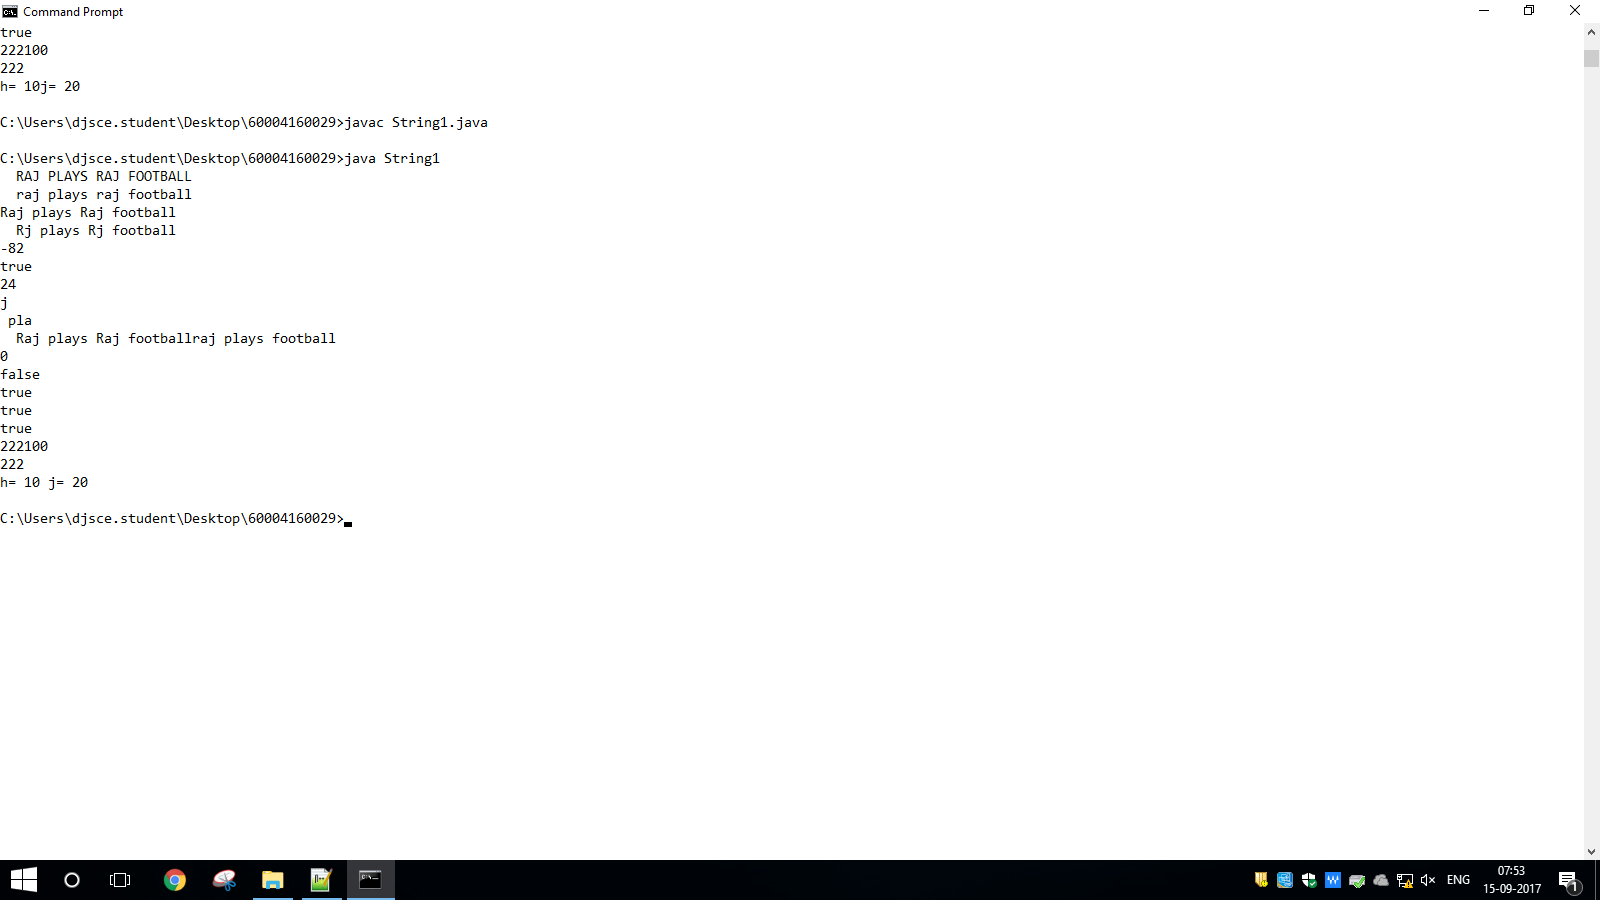 Command Prompt
true
222100
222
h= 10j= 20

C:\Users\djsce.student\Desktop\60004160029>javac String1.java

C:\Users\djsce.student\Desktop\60004160029>java String1
  RAJ PLAYS RAJ FOOTBALL
  raj plays raj football
Raj plays Raj football
  Rj plays Rj football
-82
true
24
j
 pla
  Raj plays Raj footballraj plays football
0
false
true
true
true
222100
222
h= 10 j= 20

C:\Users\djsce.student\Desktop\60004160029>
ENG
07:53
15-09-2017
1